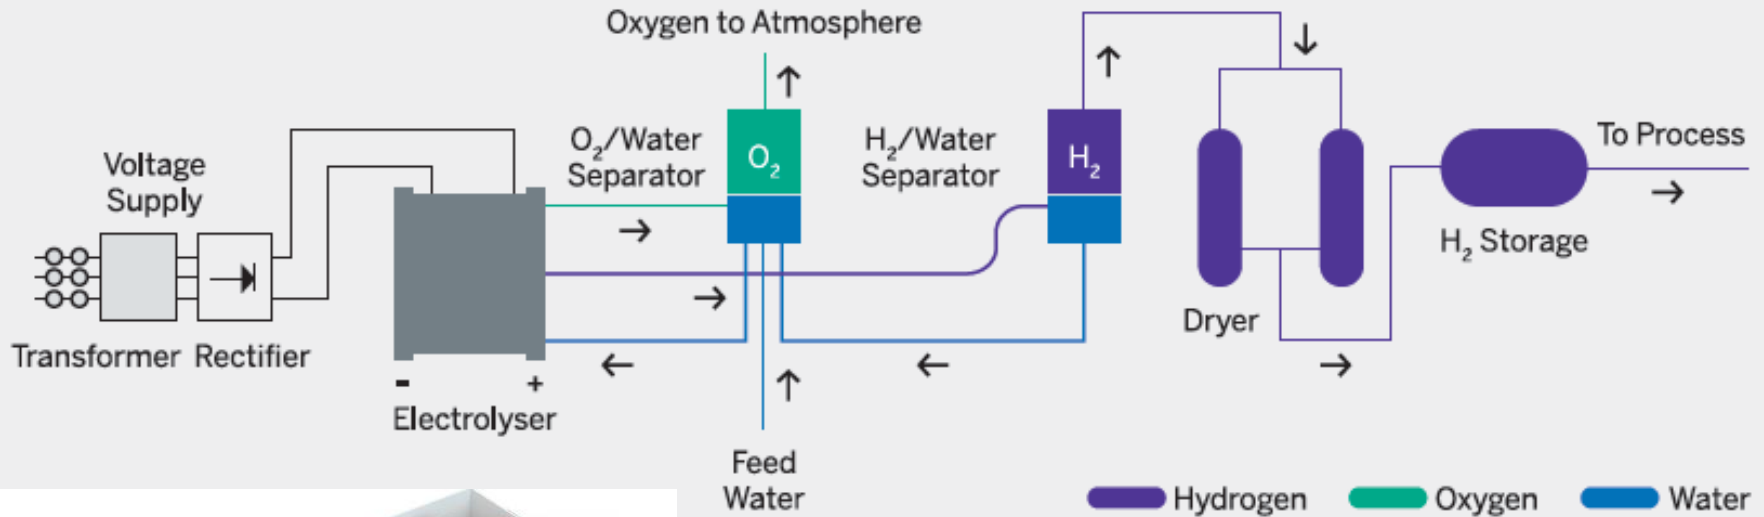 Oxygen to Atmosphere
Voltage
Supply
O₂/Water
Separator
O₂
H₂/Water
Separator
H₂
To Process
H₂ Storage
Dryer
Transformer
Rectifier
- +
Electrolyser
Feed
Water
Hydrogen
Oxygen
Water